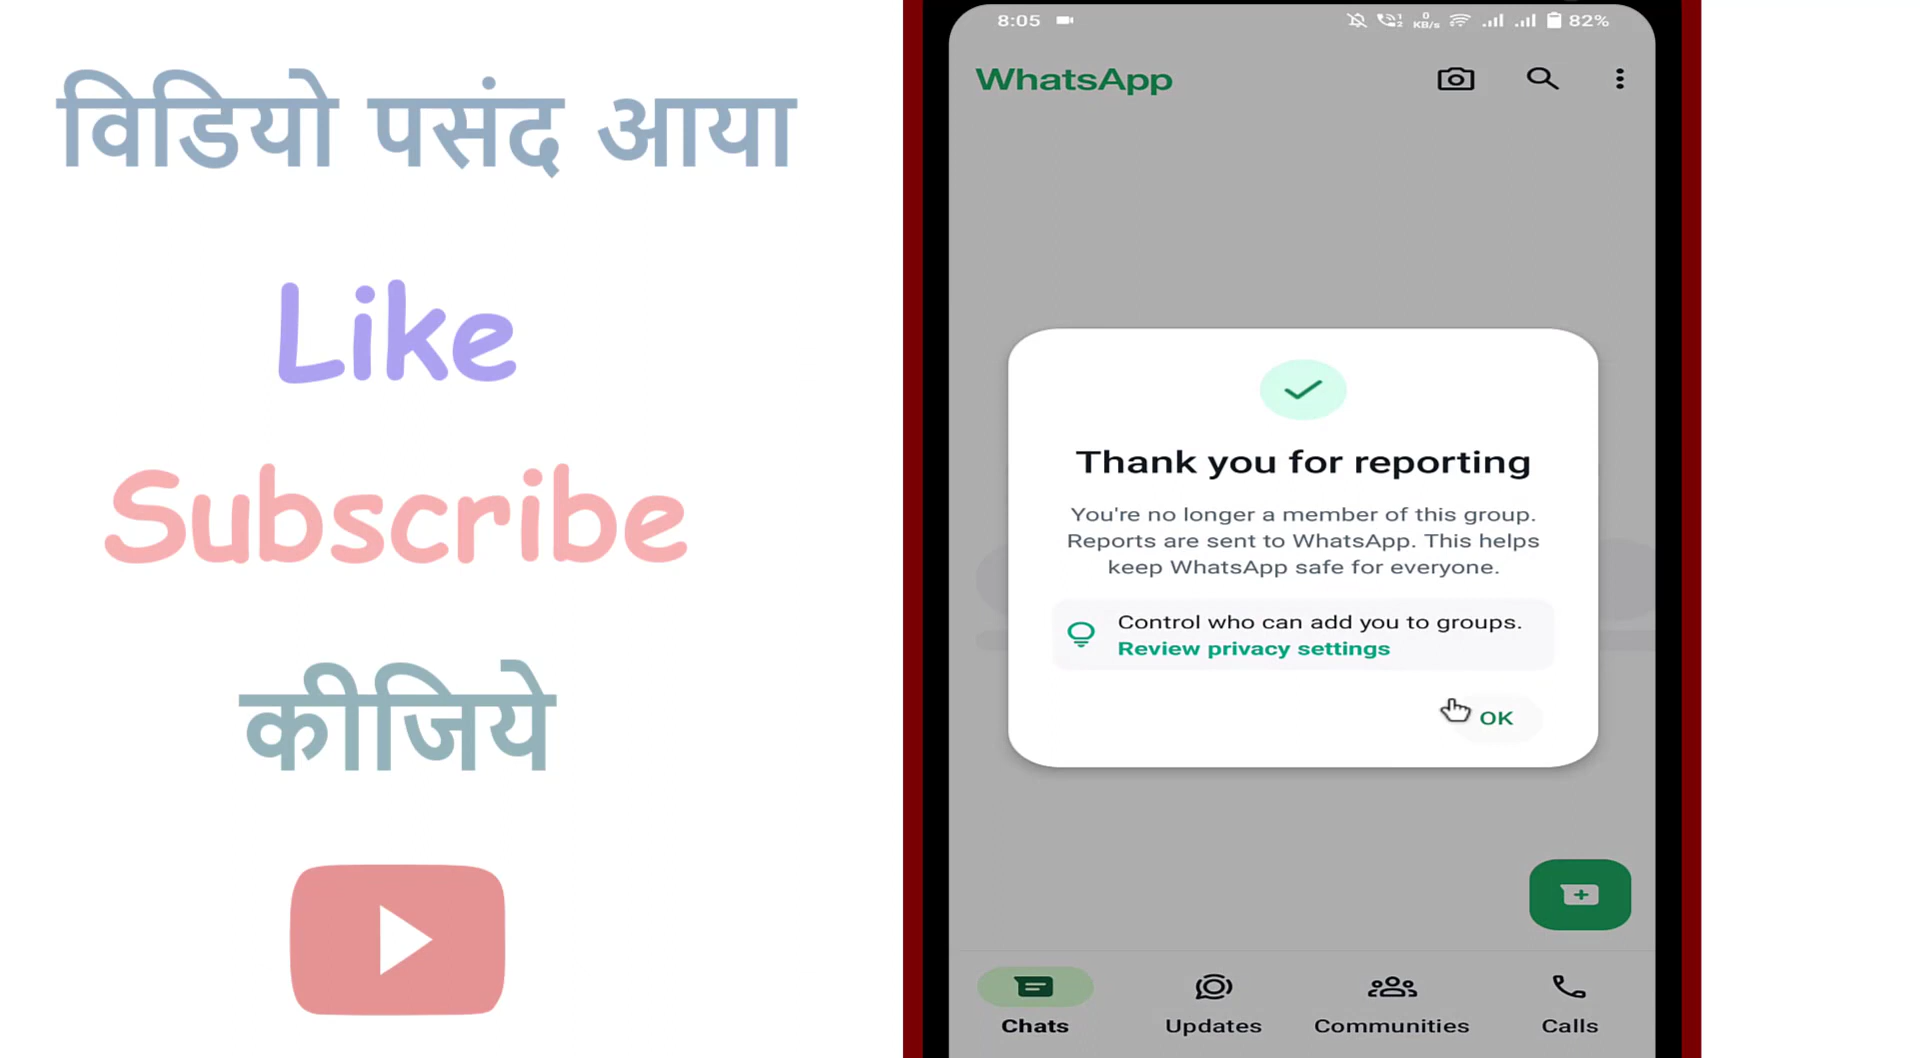 विडियो पसंद आया
Like
Subscribe
कीजिये
8:05
0 KB/s
82%
WhatsApp
Thank you for reporting
You're no longer a member of this group.
Reports are sent to WhatsApp. This helps
keep WhatsApp safe for everyone.
Control who can add you to groups.
Review privacy settings
OK
Chats
Updates
Communities
Calls